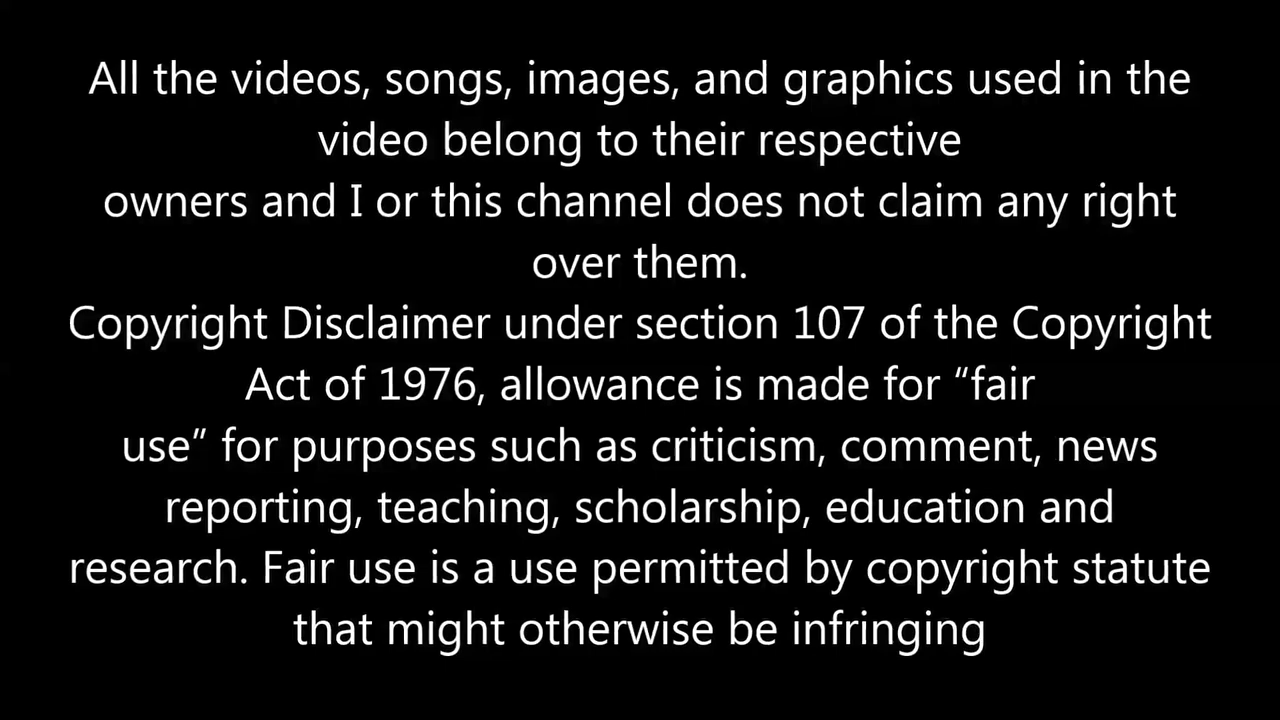 All the videos, songs, images, and graphics used in the
video belong to their respective
owners and I or this channel does not claim any right
over them.
Copyright Disclaimer under section 107 of the Copyright
Act of 1976, allowance is made for “fair
use” for purposes such as criticism, comment, news
reporting, teaching, scholarship, education and
research. Fair use is a use permitted by copyright statute
that might otherwise be infringing